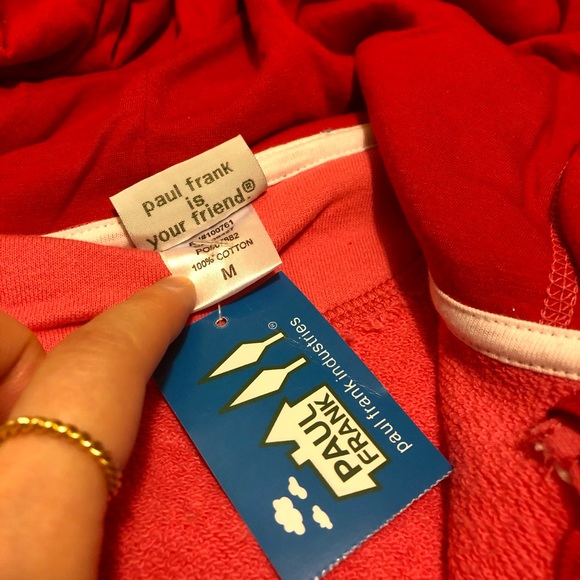 paul frank
is
your friend.®
100% COTTON
M
paul frank industries ®
PAUL
FRANK